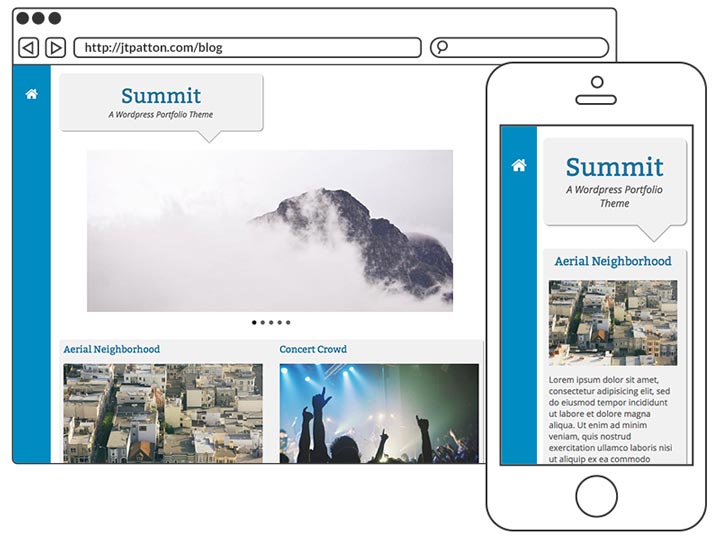 http://jtpatton.com/blog
Summit
A Wordpress Portfolio Theme
Aerial Neighborhood
Concert Crowd
Summit
A Wordpress Portfolio
Theme
Aerial Neighborhood
Lorem ipsum dolor sit amet,
consectetur adipisicing elit, sed
do eiusmod tempor incididunt
ut labore et dolore magna
aliqua. Ut enim ad minim
veniam, quis nostrud
exercitation ullamco laboris nisi
ut aliquip ex ea commodo